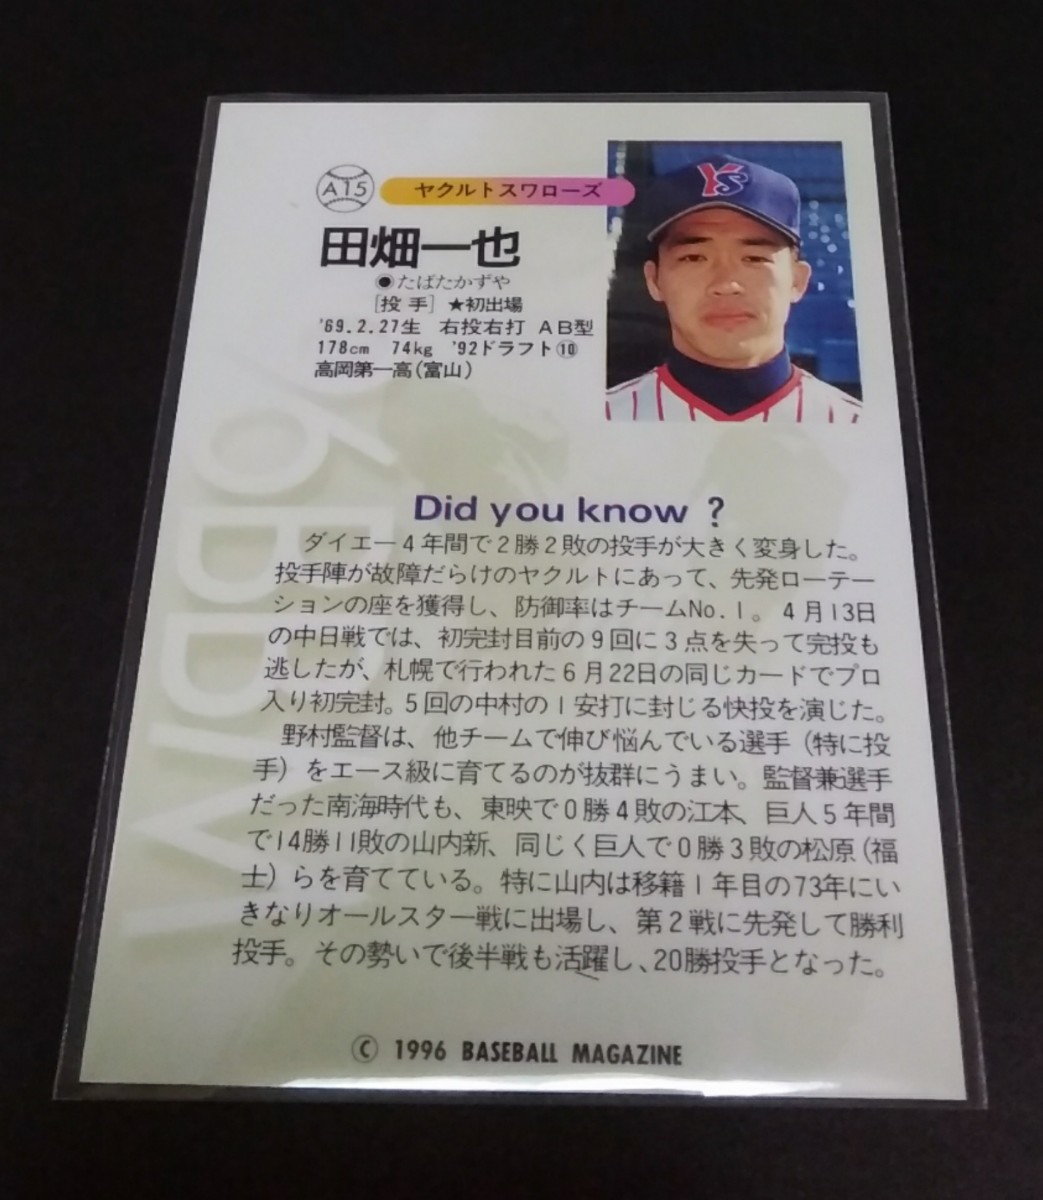 A15 ヤクルトスワローズ
YS
田畑一也
◉たばたかずや
[投手] ★初出場
'69.2.27生 右投右打 AB型
178cm 74kg '92ドラフト⑩
高岡第一高(富山)
'96BBM
Did you know ?
ダイエー4年間で2勝2敗の投手が大きく変身した。
投手陣が故障だらけのヤクルトにあって、先発ローテー
ションの座を獲得し、防御率はチームNo.1。4月13日
の中日戦では、初完封目前の9回に3点を失って完投も
逃したが、札幌で行われた6月22日の同じカードでプロ
入り初完封。5回の中村の1安打に封じる快投を演じた。
野村監督は、他チームで伸び悩んでいる選手(特に投
手)をエース級に育てるのが抜群にうまい。監督兼選手
だった南海時代も、東映で0勝4敗の江本、巨人5年間
で14勝11敗の山内新、同じく巨人で0勝3敗の松原(福
士)らを育てている。特に山内は移籍1年目の73年にい
きなりオールスター戦に出場し、第2戦に先発して勝利
投手。その勢いで後半戦も活躍し、20勝投手となった。
© 1996 BASEBALL MAGAZINE